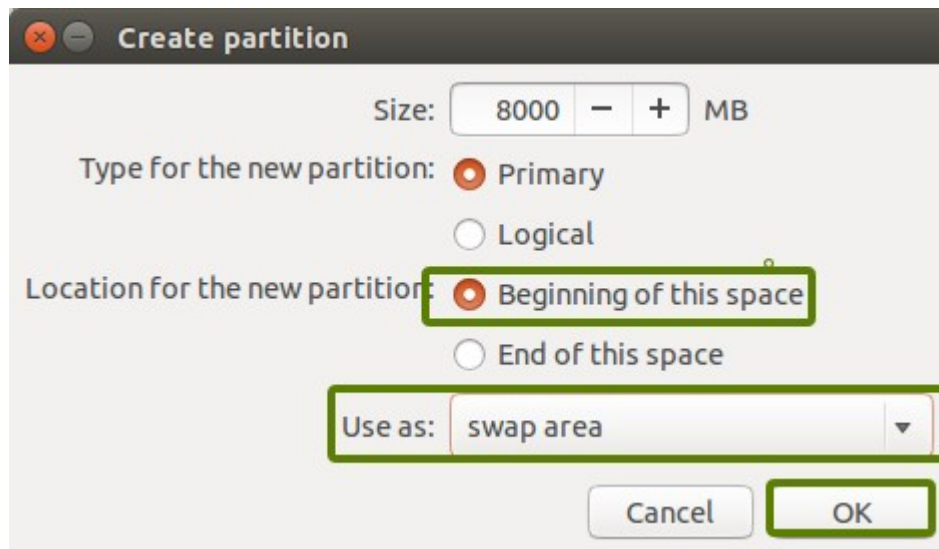 Create partition
Size: 8000 − + MB
Type for the new partition: Primary
Logical
Location for the new partition: Beginning of this space
End of this space
Use as: swap area
Cancel OK